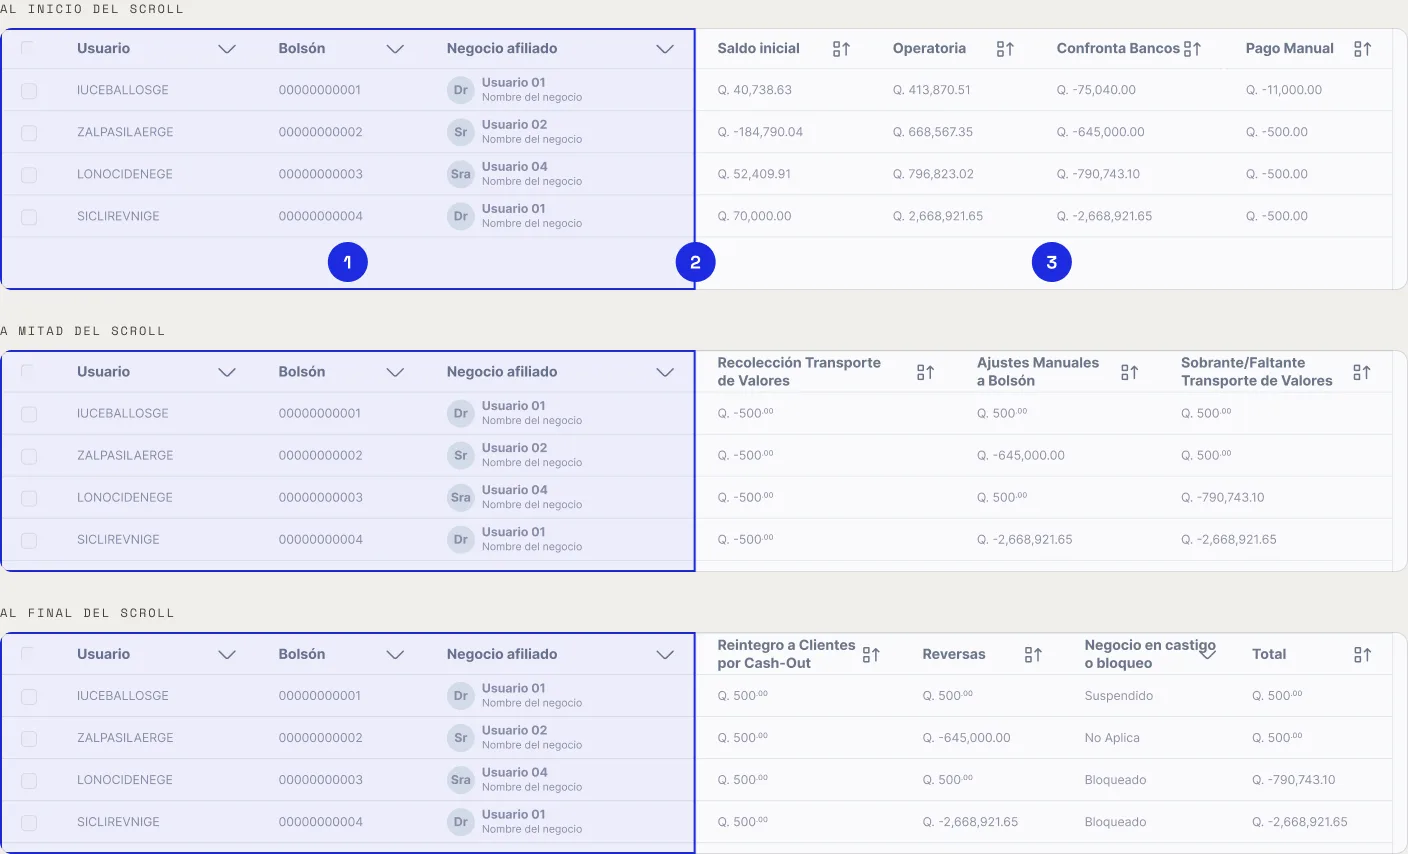 AL INICIO DEL SCROLL
Usuario Bolsón Negocio afiliado Saldo inicial Operatoria Confronta Bancos Pago Manual
IUCEBALLOSGE 00000000001 Dr Usuario 01 Nombre del negocio Q. 40,738.63 Q. 413,870.51 Q. -75,040.00 Q. -11,000.00
ZALPASILAERGE 00000000002 Sr Usuario 02 Nombre del negocio Q. -184,790.04 Q. 668,567.35 Q. -645,000.00 Q. -500.00
LONOCIDENEGE 00000000003 Sra Usuario 04 Nombre del negocio Q. 52,409.91 Q. 796,823.02 Q. -790,743.10 Q. -500.00
SICLIREVNIGE 00000000004 Dr Usuario 01 Nombre del negocio Q. 70,000.00 Q. 2,668,921.65 Q. -2,668,921.65 Q. -500.00
1 2 3
A MITAD DEL SCROLL
Usuario Bolsón Negocio afiliado Recolección Transporte de Valores Ajustes Manuales a Bolsón Sobrante/Faltante Transporte de Valores
IUCEBALLOSGE 00000000001 Dr Usuario 01 Nombre del negocio Q. -500.00 Q. 500.00 Q. 500.00
ZALPASILAERGE 00000000002 Sr Usuario 02 Nombre del negocio Q. -500.00 Q. -645,000.00 Q. 500.00
LONOCIDENEGE 00000000003 Sra Usuario 04 Nombre del negocio Q. -500.00 Q. 500.00 Q. -790,743.10
SICLIREVNIGE 00000000004 Dr Usuario 01 Nombre del negocio Q. -500.00 Q. -2,668,921.65 Q. -2,668,921.65
AL FINAL DEL SCROLL
Usuario Bolsón Negocio afiliado Reintegro a Clientes por Cash-Out Reversas Negocio en castigo o bloqueo Total
IUCEBALLOSGE 00000000001 Dr Usuario 01 Nombre del negocio Q. 500.00 Q. 500.00 Suspendido Q. 500.00
ZALPASILAERGE 00000000002 Sr Usuario 02 Nombre del negocio Q. 500.00 Q. -645,000.00 No Aplica Q. 500.00
LONOCIDENEGE 00000000003 Sra Usuario 04 Nombre del negocio Q. 500.00 Q. 500.00 Bloqueado Q. -790,743.10
SICLIREVNIGE 00000000004 Dr Usuario 01 Nombre del negocio Q. 500.00 Q. -2,668,921.65 Bloqueado Q. -2,668,921.65